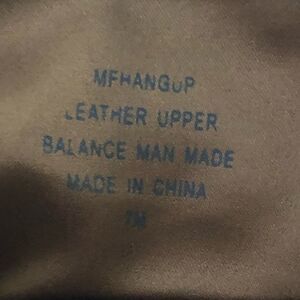 MFHANGUP
LEATHER UPPER
BALANCE MAN MADE
MADE IN CHINA
7M